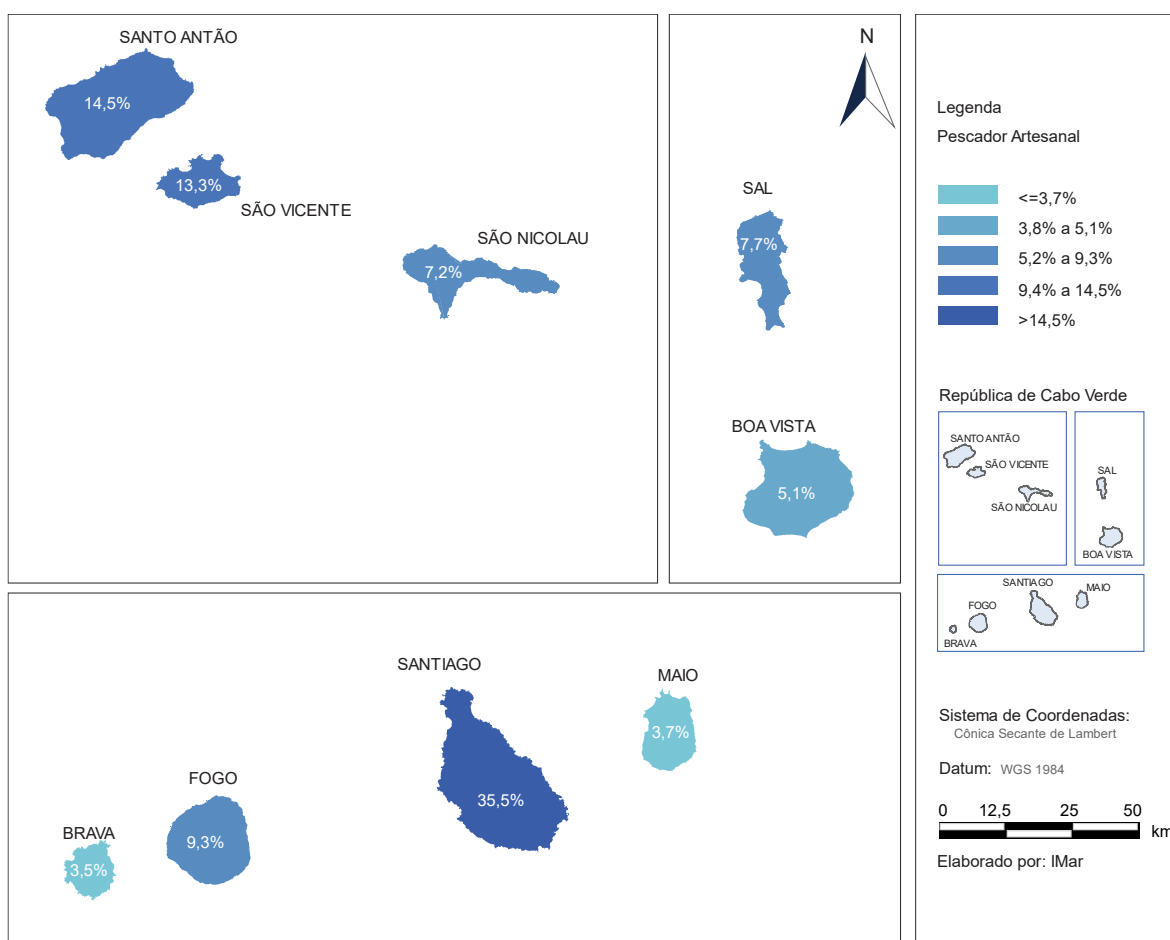 SANTO ANTÃO
14,5%
13,3%
SÃO VICENTE
SÃO NICOLAU
7,2%
N
SAL
7,7%
BOA VISTA
5,1%
SANTIAGO
35,5%
MAIO
3,7%
FOGO
9,3%
BRAVA
3,5%
Legenda
Pescador Artesanal
<=3,7%
3,8% a 5,1%
5,2% a 9,3%
9,4% a 14,5%
>14,5%
República de Cabo Verde
SANTO ANTÃO
SÃO VICENTE
SÃO NICOLAU
SAL
BOA VISTA
SANTIAGO
MAIO
FOGO
BRAVA
Sistema de Coordenadas:
Cônica Secante de Lambert
Datum: WGS 1984
0 12,5 25 50
km
Elaborado por: IMar